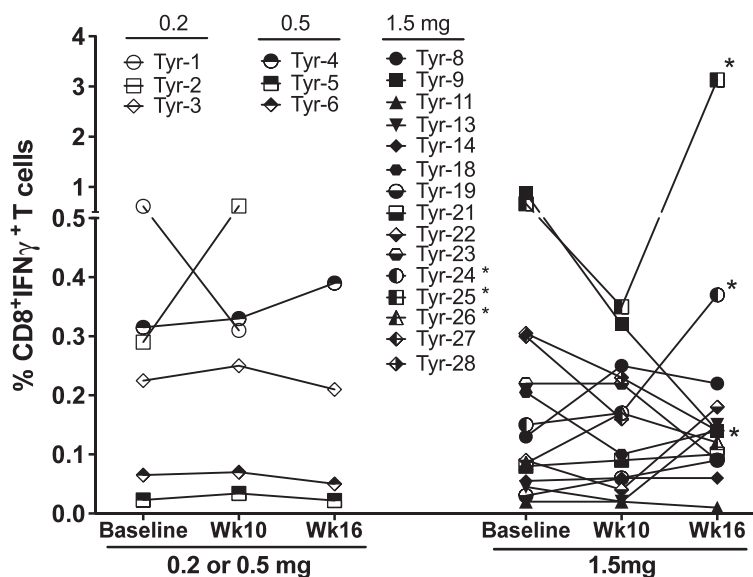 0.2
0.5
1.5 mg
Tyr-1
Tyr-2
Tyr-3
Tyr-4
Tyr-5
Tyr-6
Tyr-8
Tyr-9
Tyr-11
Tyr-13
Tyr-14
Tyr-18
Tyr-19
Tyr-21
Tyr-22
Tyr-23
Tyr-24 *
Tyr-25 *
Tyr-26 *
Tyr-27
Tyr-28
% CD8⁺IFNγ⁺ T cells
4
3
2
1
0.5
0.4
0.3
0.2
0.1
0.0
*
*
*
Baseline Wk10 Wk16
0.2 or 0.5 mg
Baseline Wk10 Wk16
1.5mg